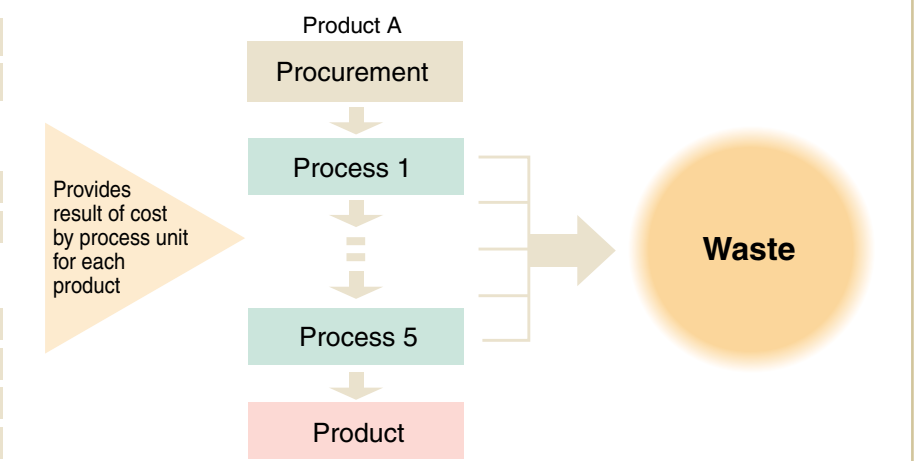 Product A
Procurement
Process 1
Provides
result of cost
by process unit
for each
product
Waste
Process 5
Product